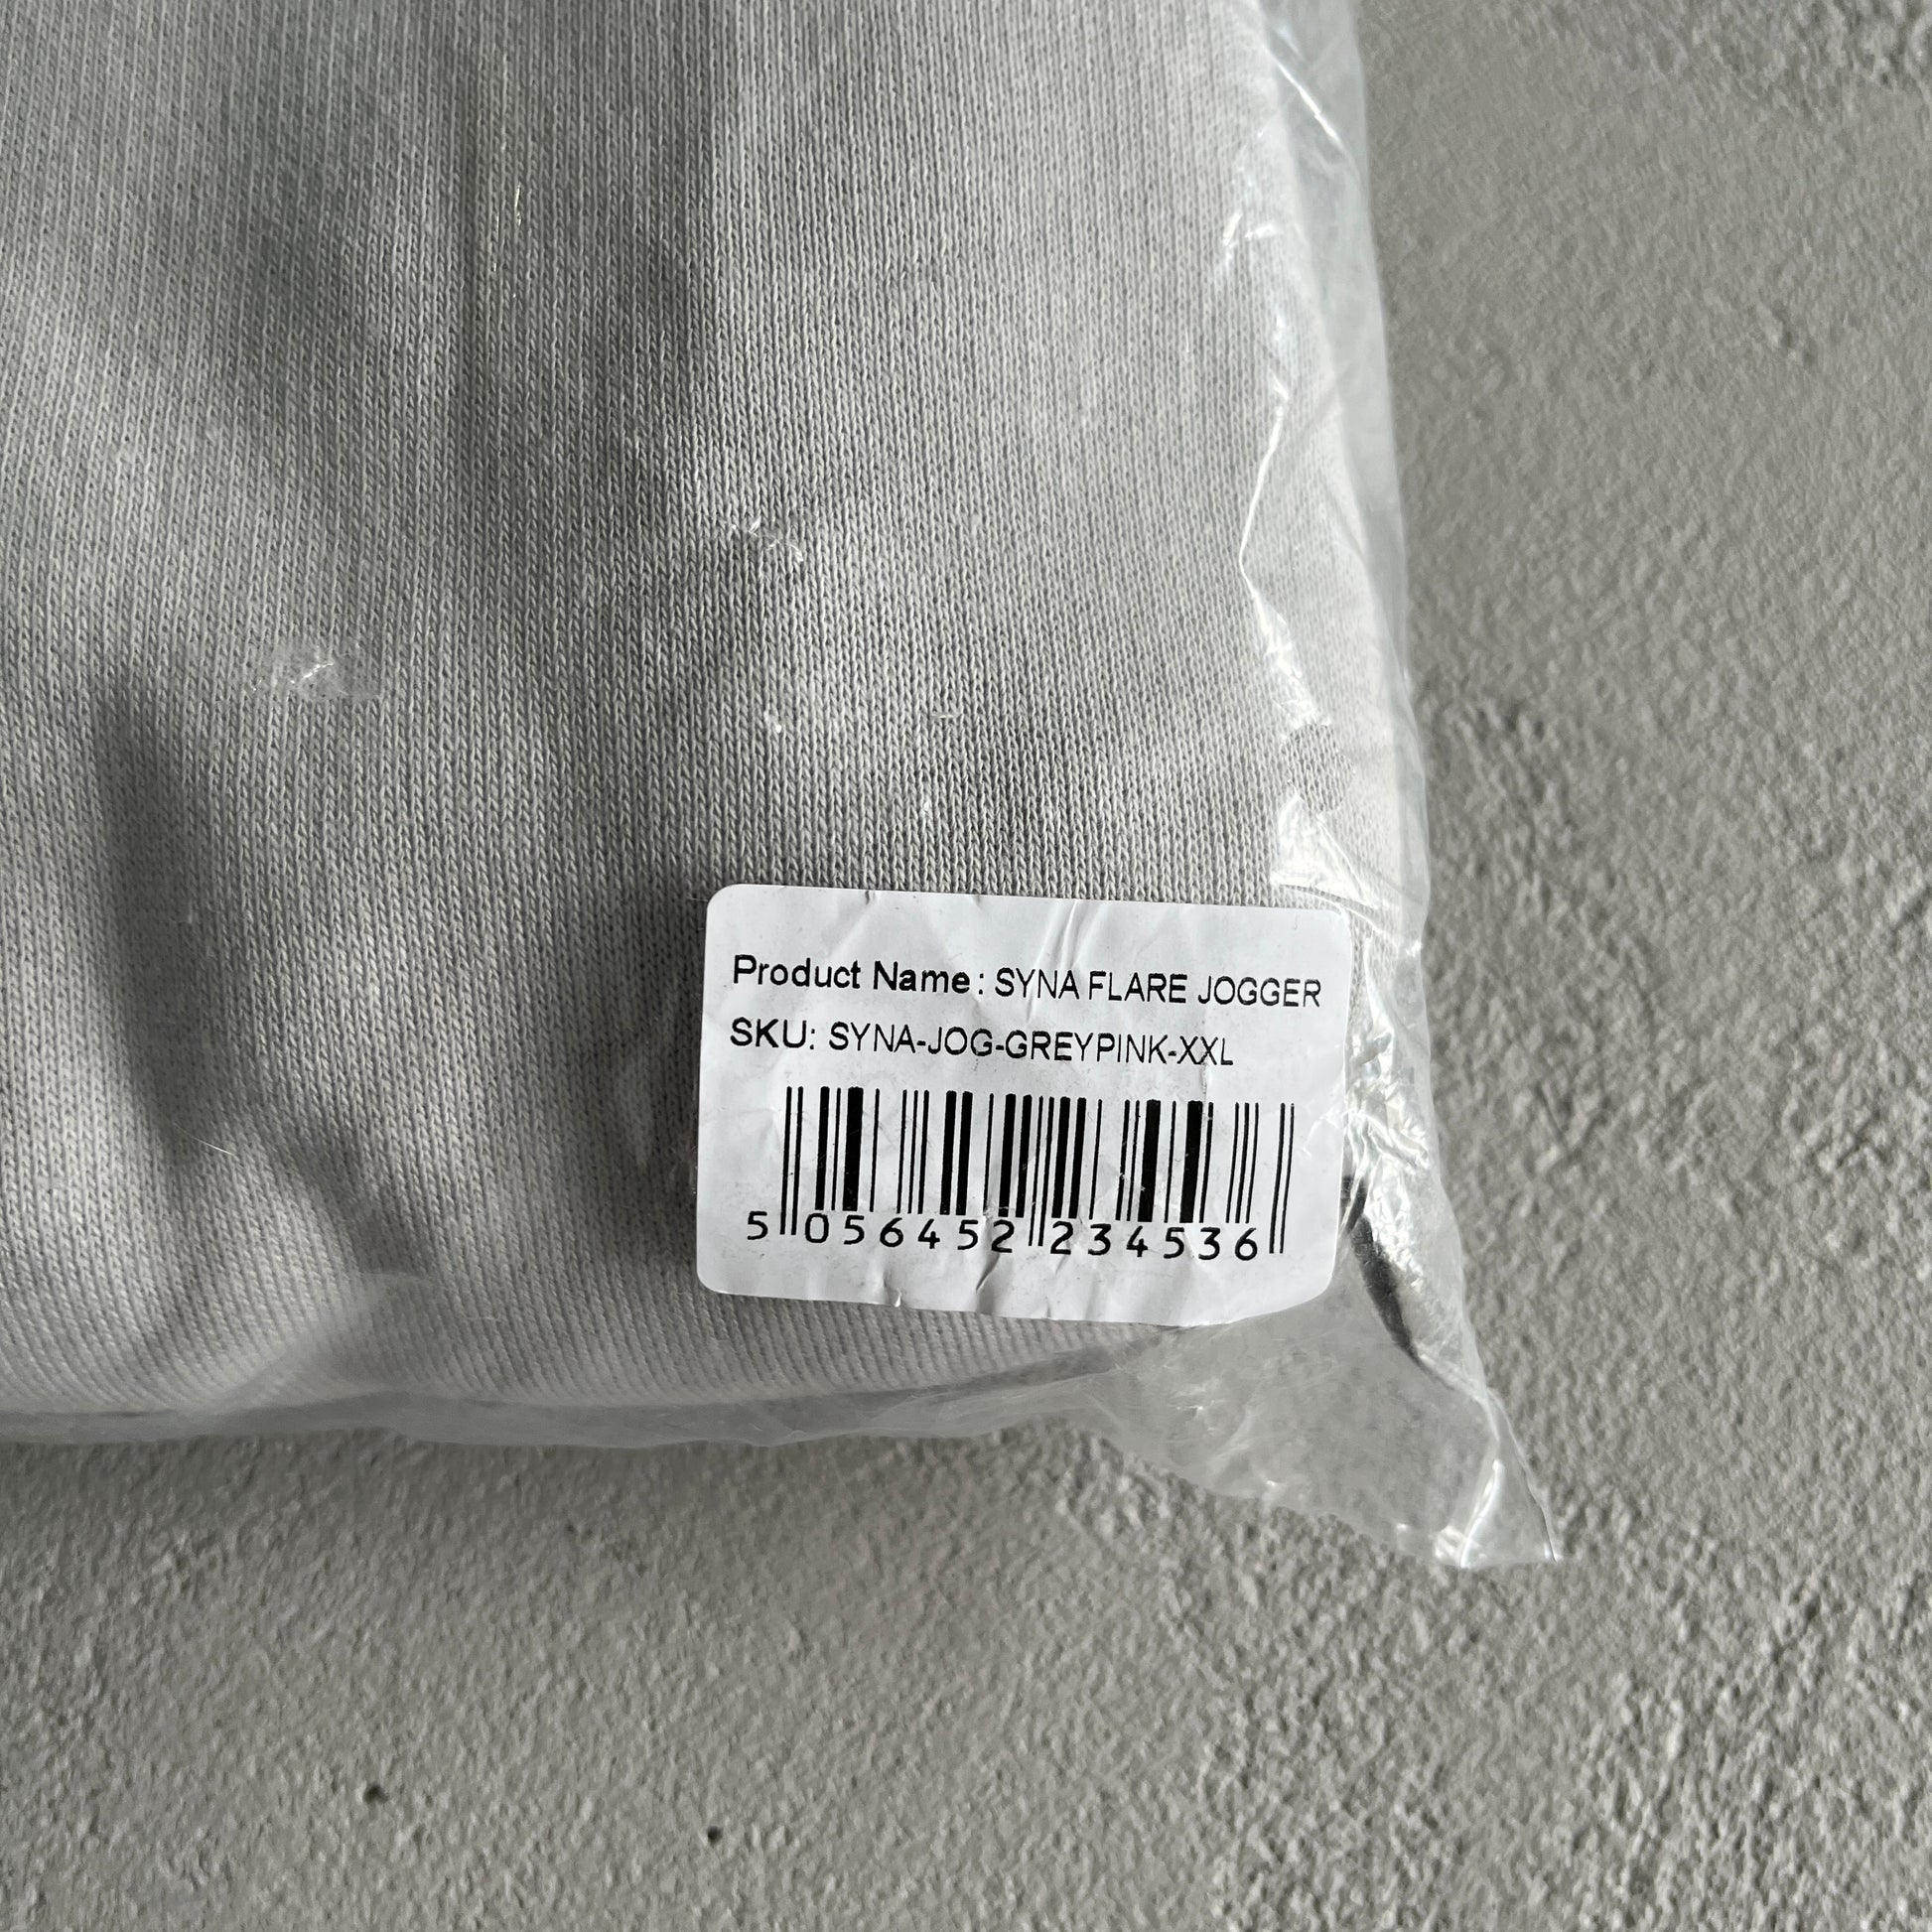 Product Name: SYNA FLARE JOGGER
SKU: SYNA-JOG-GREYPINK-XXL
5 056452 234536